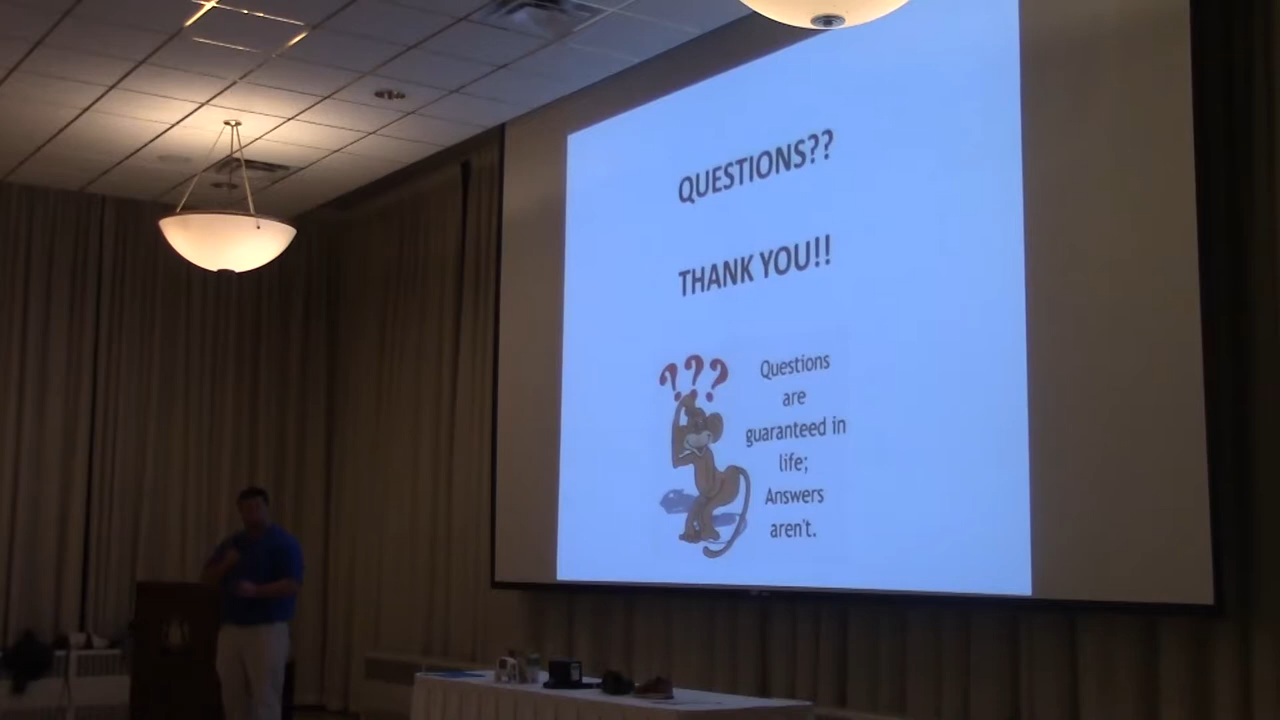 QUESTIONS??
THANK YOU!!
???
Questions
are
guaranteed in
life;
Answers
aren't.